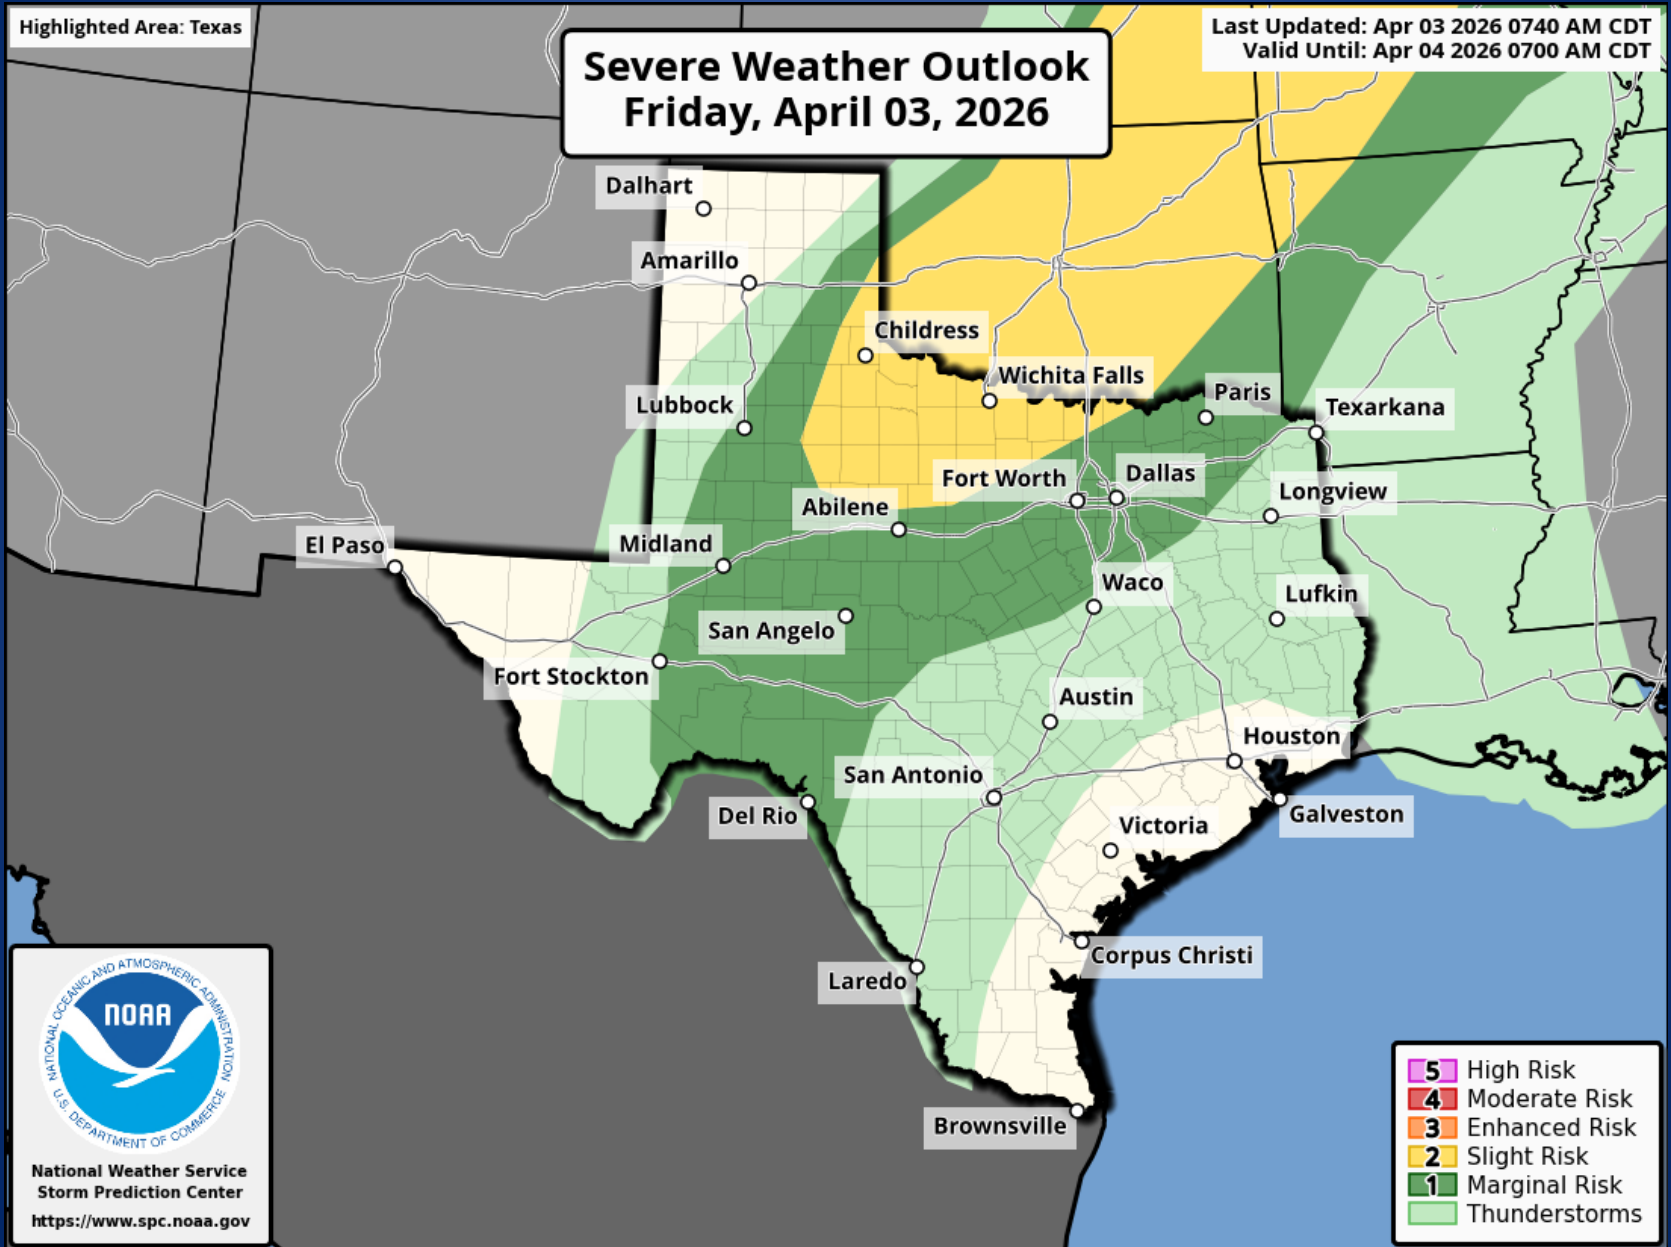 Highlighted Area: Texas
Last Updated: Apr 03 2026 0740 AM CDT
Valid Until: Apr 04 2026 0700 AM CDT
Severe Weather Outlook
Friday, April 03, 2026
Dalhart
Amarillo
Childress
Wichita Falls
Paris
Lubbock
Texarkana
Fort Worth
Dallas
Longview
Abilene
El Paso
Midland
Waco
Lufkin
San Angelo
Fort Stockton
Austin
Houston
San Antonio
Del Rio
Galveston
Victoria
Corpus Christi
Laredo
Brownsville
NATIONAL OCEANIC AND ATMOSPHERIC ADMINISTRATION
NOAA
U.S. DEPARTMENT OF COMMERCE
National Weather Service
Storm Prediction Center
https://www.spc.noaa.gov
5 High Risk
4 Moderate Risk
3 Enhanced Risk
2 Slight Risk
1 Marginal Risk
Thunderstorms